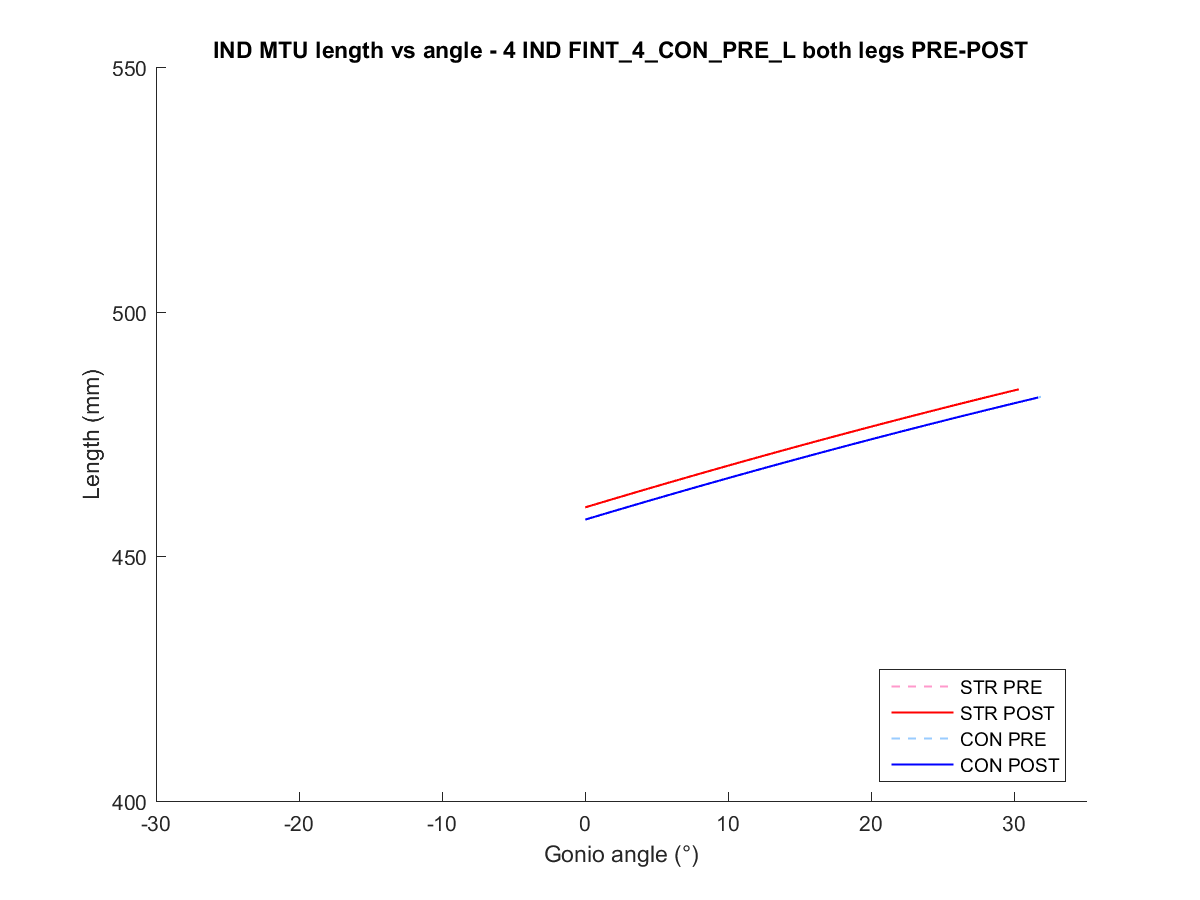 IND MTU length vs angle - 4 IND FINT_4_CON_PRE_L both legs PRE-POST
550
500
450
400
Length (mm)
-30
-20
-10
0
10
20
30
Gonio angle (°)
STR PRE
STR POST
CON PRE
CON POST